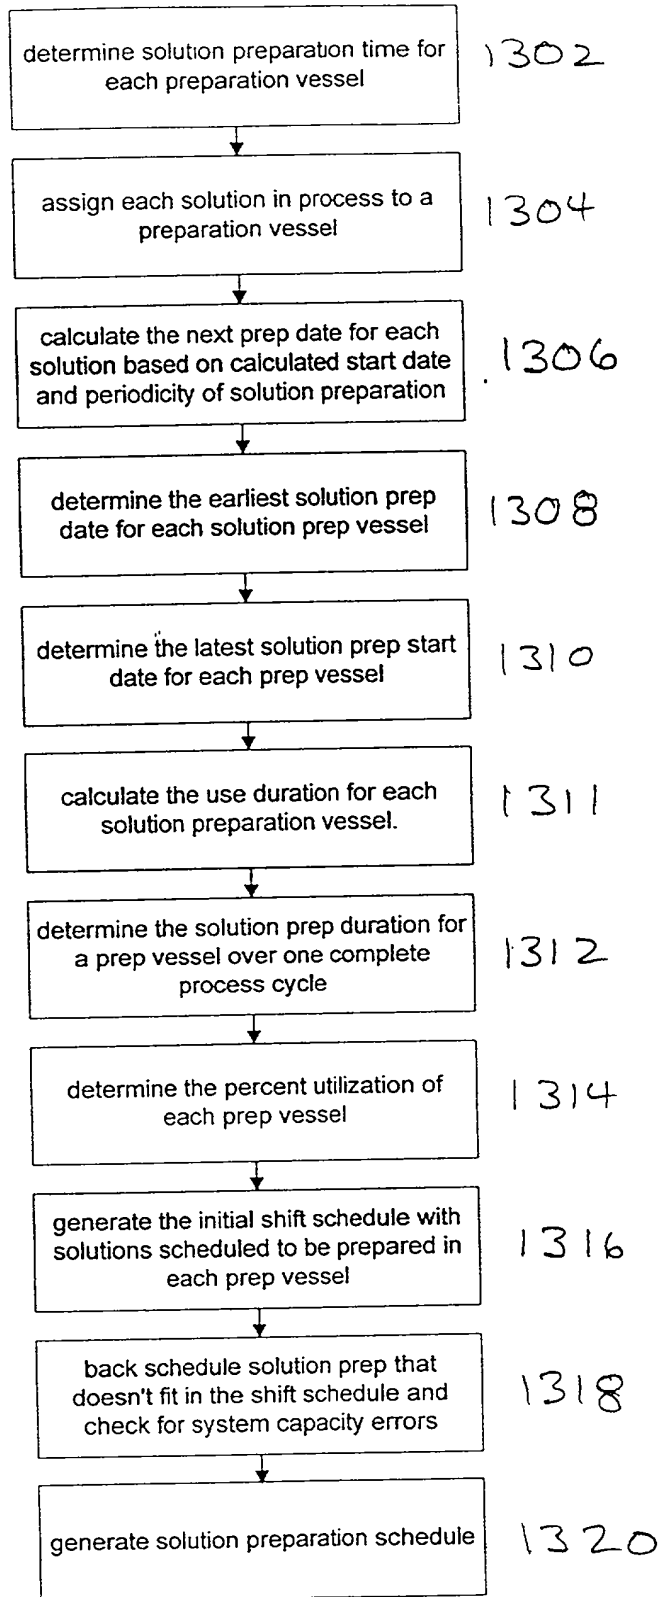 determine solution preparation time for
each preparation vessel
1302
assign each solution in process to a
preparation vessel
1304
calculate the next prep date for each
solution based on calculated start date
and periodicity of solution preparation
1306
determine the earliest solution prep
date for each solution prep vessel
1308
determine the latest solution prep start
date for each prep vessel
1310
calculate the use duration for each
solution preparation vessel.
1311
determine the solution prep duration for
a prep vessel over one complete
process cycle
1312
determine the percent utilization of
each prep vessel
1314
generate the initial shift schedule with
solutions scheduled to be prepared in
each prep vessel
1316
back schedule solution prep that
doesn't fit in the shift schedule and
check for system capacity errors
1318
generate solution preparation schedule
1320